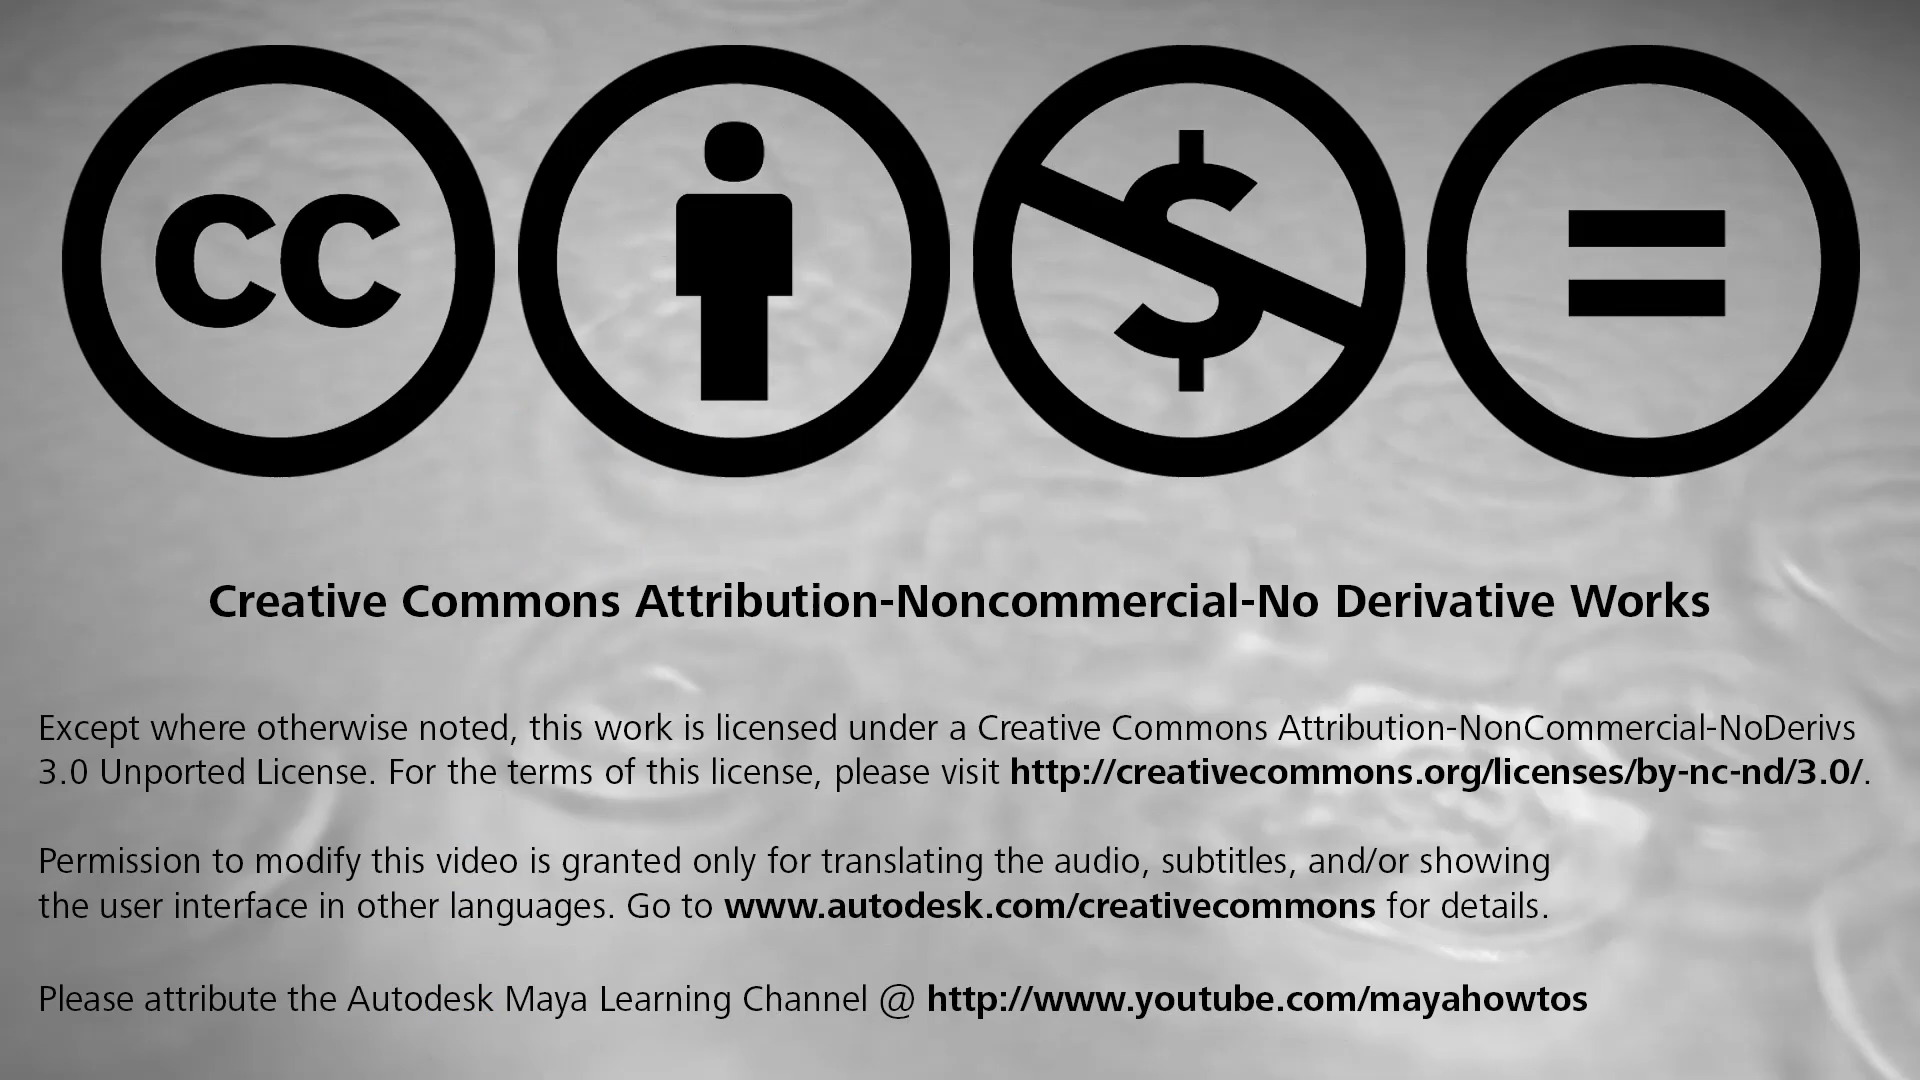 cc $ =
Creative Commons Attribution-Noncommercial-No Derivative Works
Except where otherwise noted, this work is licensed under a Creative Commons Attribution-NonCommercial-NoDerivs
3.0 Unported License. For the terms of this license, please visit http://creativecommons.org/licenses/by-nc-nd/3.0/.
Permission to modify this video is granted only for translating the audio, subtitles, and/or showing
the user interface in other languages. Go to www.autodesk.com/creativecommons for details.
Please attribute the Autodesk Maya Learning Channel @ http://www.youtube.com/mayahowtos